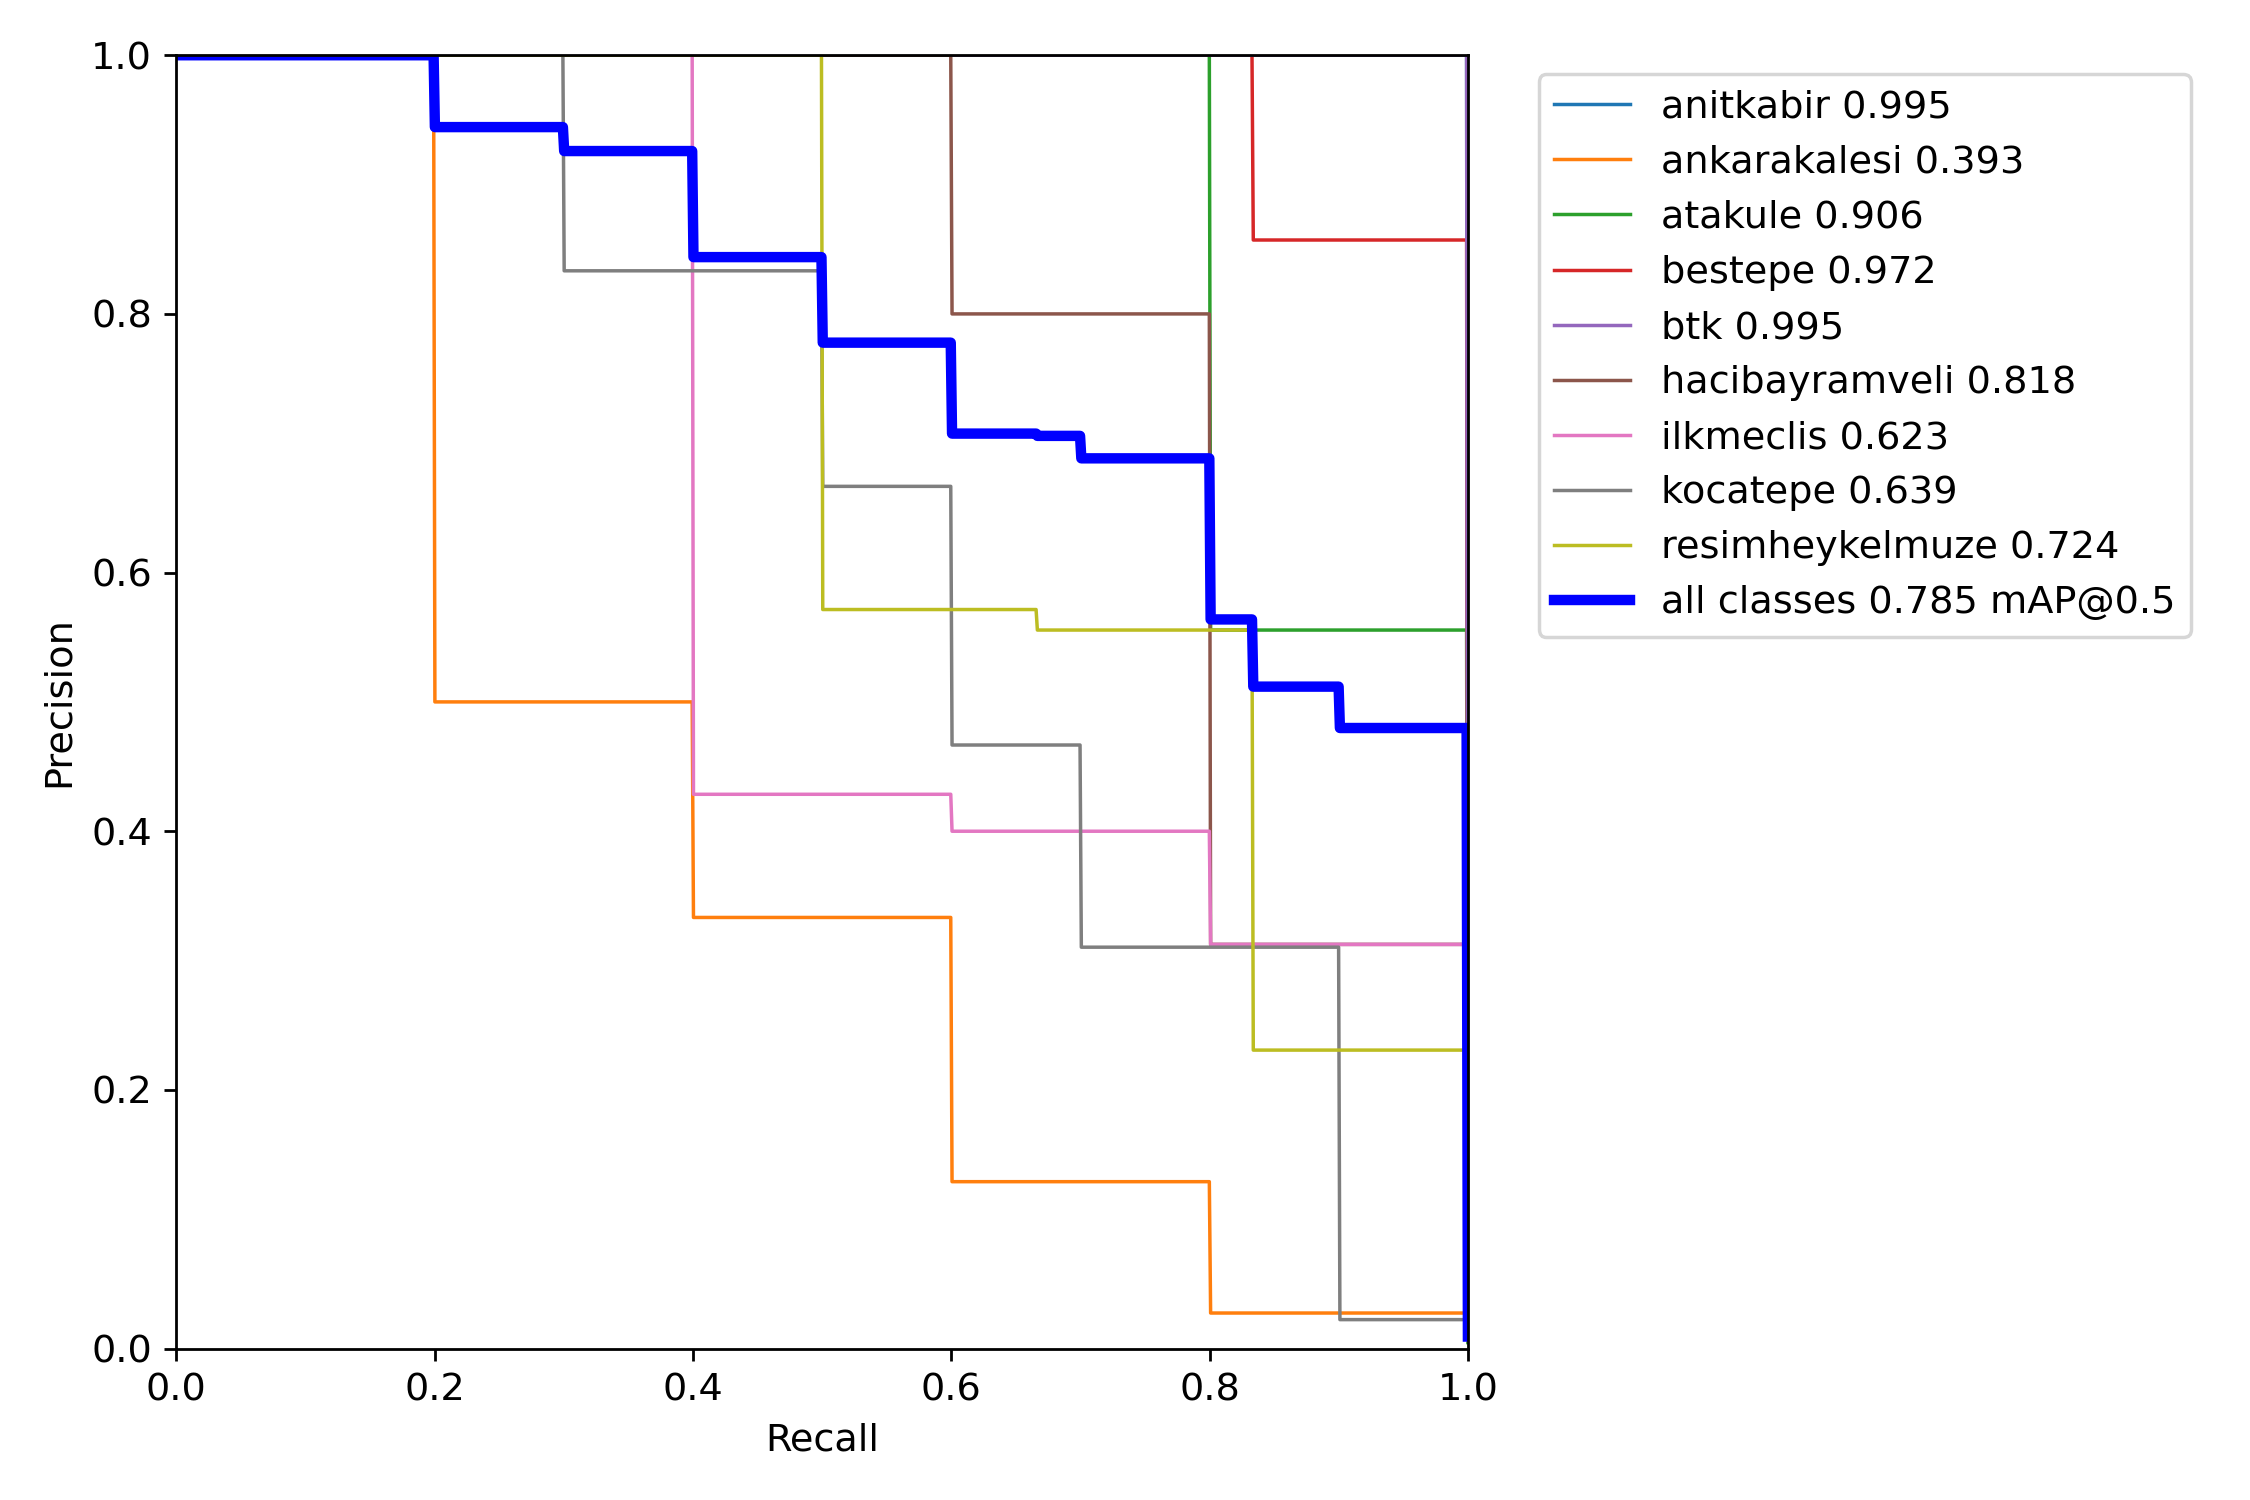 1.0
0.8
0.6
0.4
0.2
0.0
Precision
0.0 0.2 0.4 0.6 0.8 1.0
Recall
anitkabir 0.995
ankarakalesi 0.393
atakule 0.906
bestepe 0.972
btk 0.995
hacibayramveli 0.818
ilkmeclis 0.623
kocatepe 0.639
resimheykelmuze 0.724
all classes 0.785 mAP@0.5